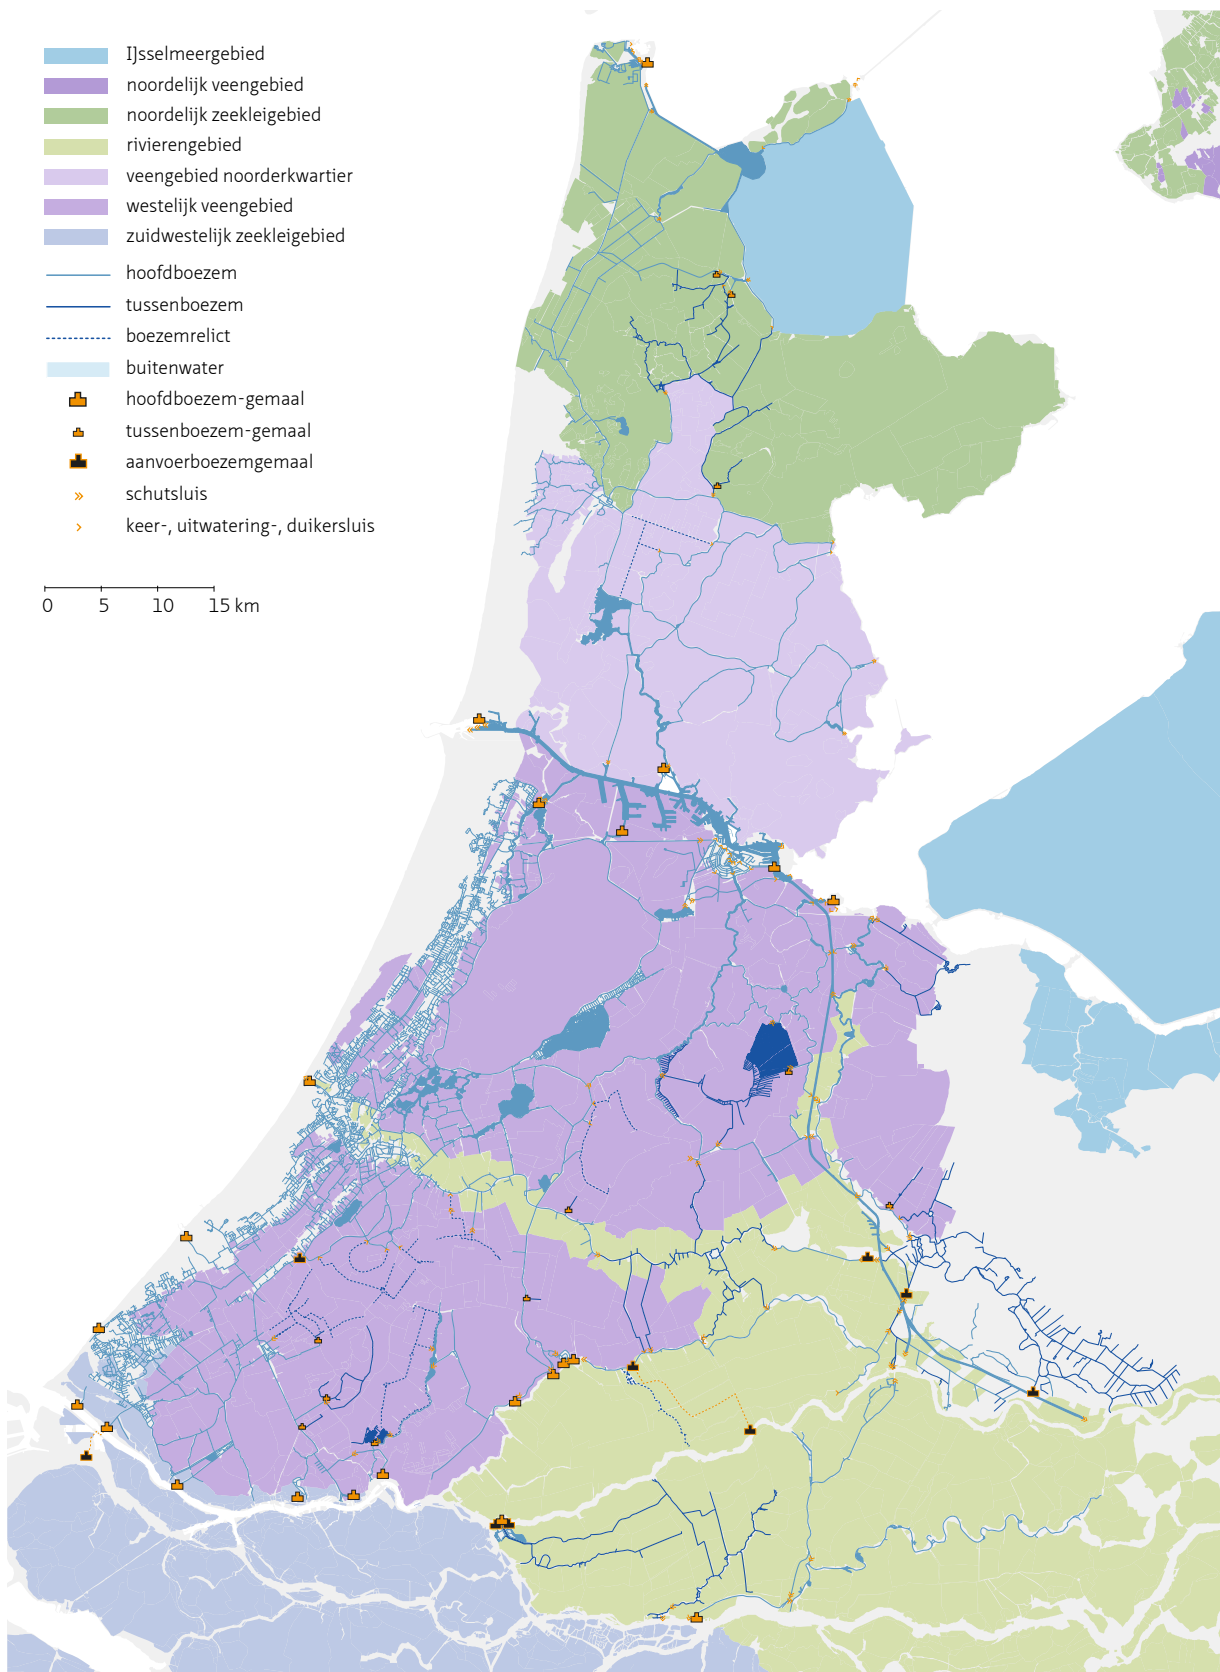 IJsselmeergebied
noordelijk veengebied
noordelijk zeekleigebied
rivierengebied
veengebied noorderkwartier
westelijk veengebied
zuidwestelijk zeekleigebied
hoofdboezem
tussenboezem
boezemrelict
buitenwater
hoofdboezem-gemaal
tussenboezem-gemaal
aanvoerboezemgemaal
schutsluis
keer-, uitwatering-, duikersluis
0 5 10 15 km